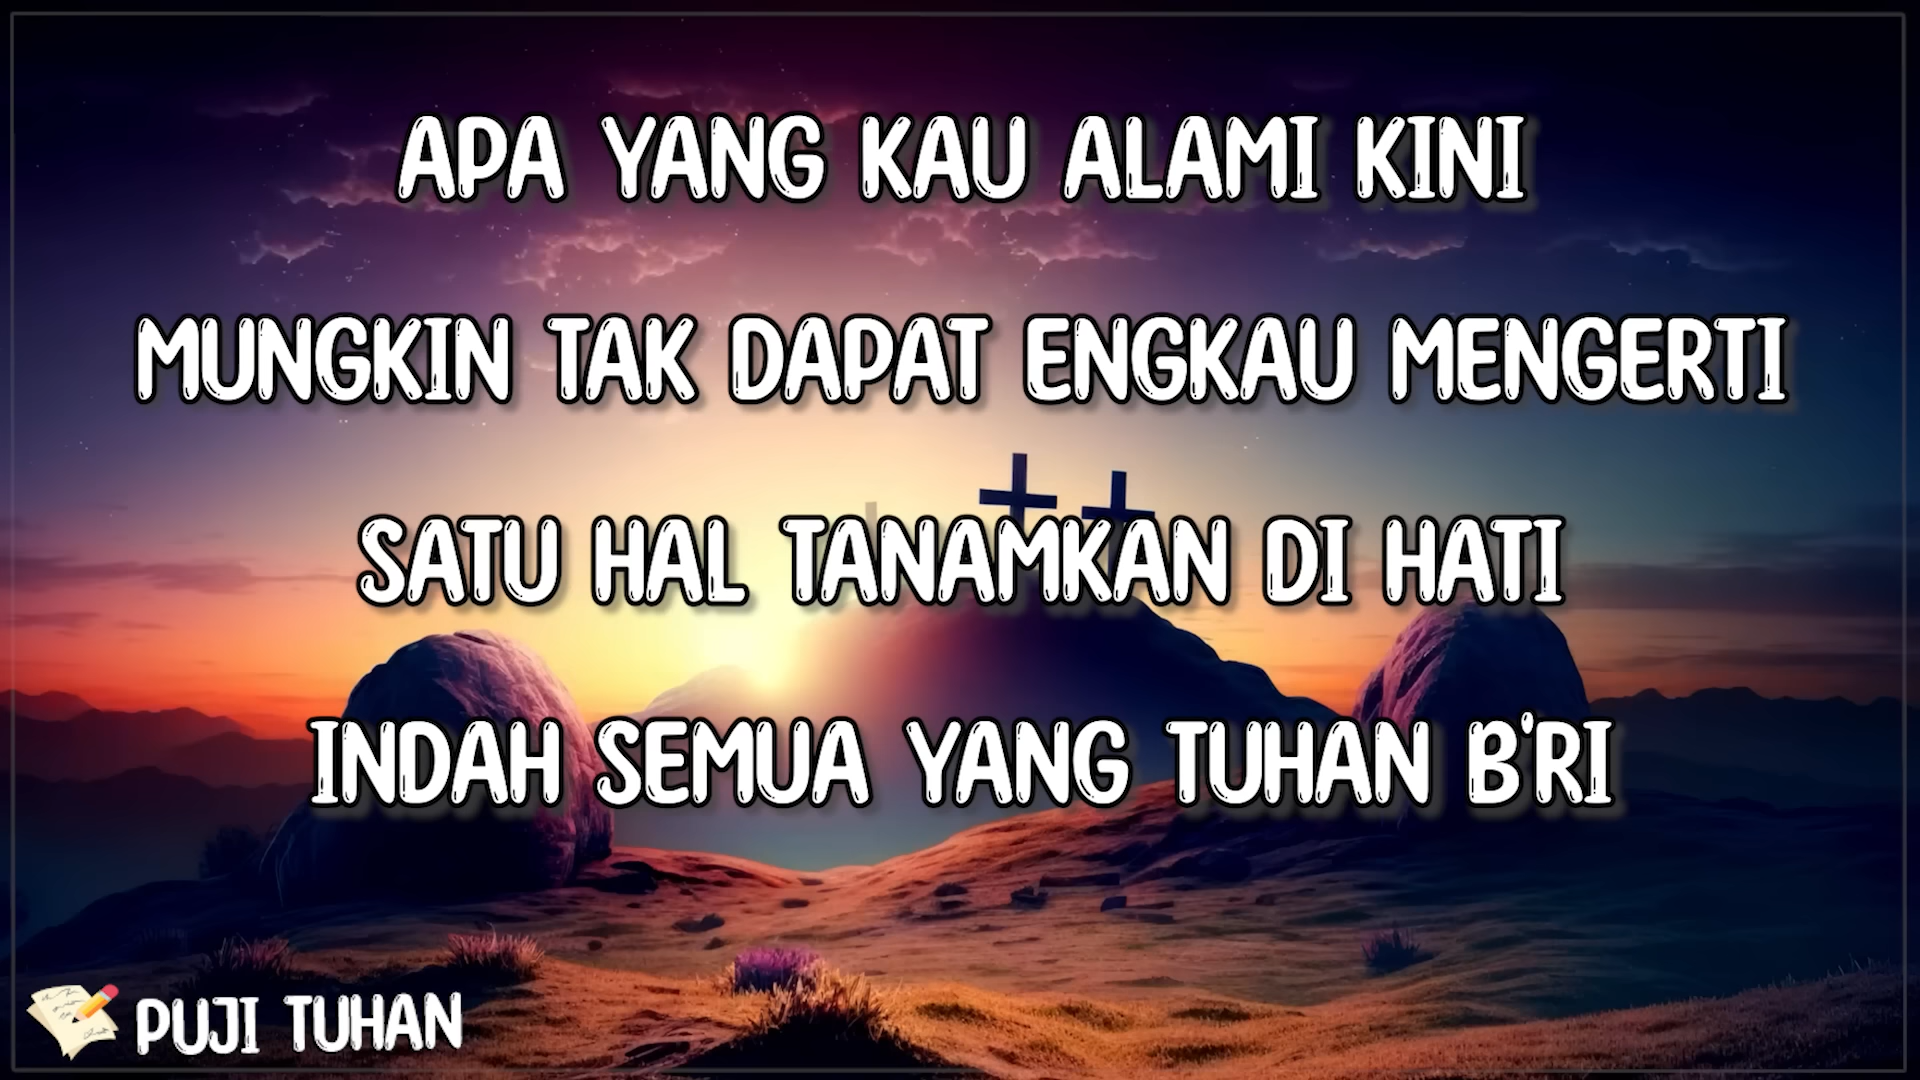 APA YANG KAU ALAMI KINI
MUNGKIN TAK DAPAT ENGKAU MENGERTI
SATU HAL TANAMKAN DI HATI
INDAH SEMUA YANG TUHAN B'RI
PUJI TUHAN